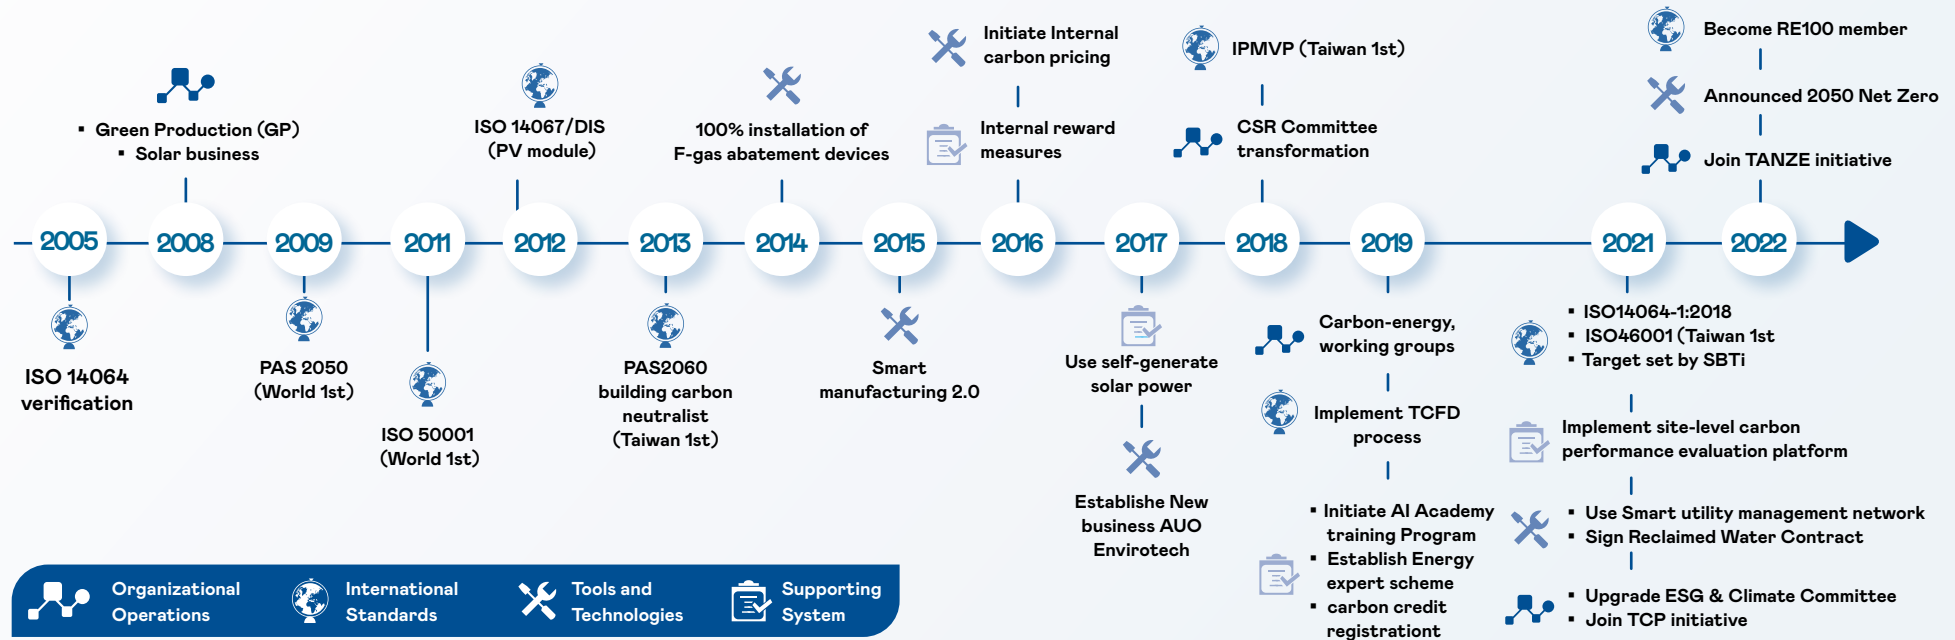 ▪ Green Production (GP)
▪ Solar business
ISO 14067/DIS
(PV module)
100% installation of
F-gas abatement devices
Initiate Internal
carbon pricing
Internal reward
measures
IPMVP (Taiwan 1st)
CSR Committee
transformation
Become RE100 member
Announced 2050 Net Zero
Join TANZE initiative
2005
2008
2009
2011
2012
2013
2014
2015
2016
2017
2018
2019
2021
2022
ISO 14064
verification
PAS 2050
(World 1st)
ISO 50001
(World 1st)
PAS2060
building carbon
neutralist
(Taiwan 1st)
Smart
manufacturing 2.0
Use self-generate
solar power
Establishe New
business AUO
Envirotech
Carbon-energy,
working groups
Implement TCFD
process
▪ Initiate AI Academy
training Program
▪ Establish Energy
expert scheme
▪ carbon credit
registrationt
▪ ISO14064-1:2018
▪ ISO46001 (Taiwan 1st
▪ Target set by SBTi
Implement site-level carbon
performance evaluation platform
▪ Use Smart utility management network
▪ Sign Reclaimed Water Contract
▪ Upgrade ESG & Climate Committee
▪ Join TCP initiative
Organizational
Operations
International
Standards
Tools and
Technologies
Supporting
System